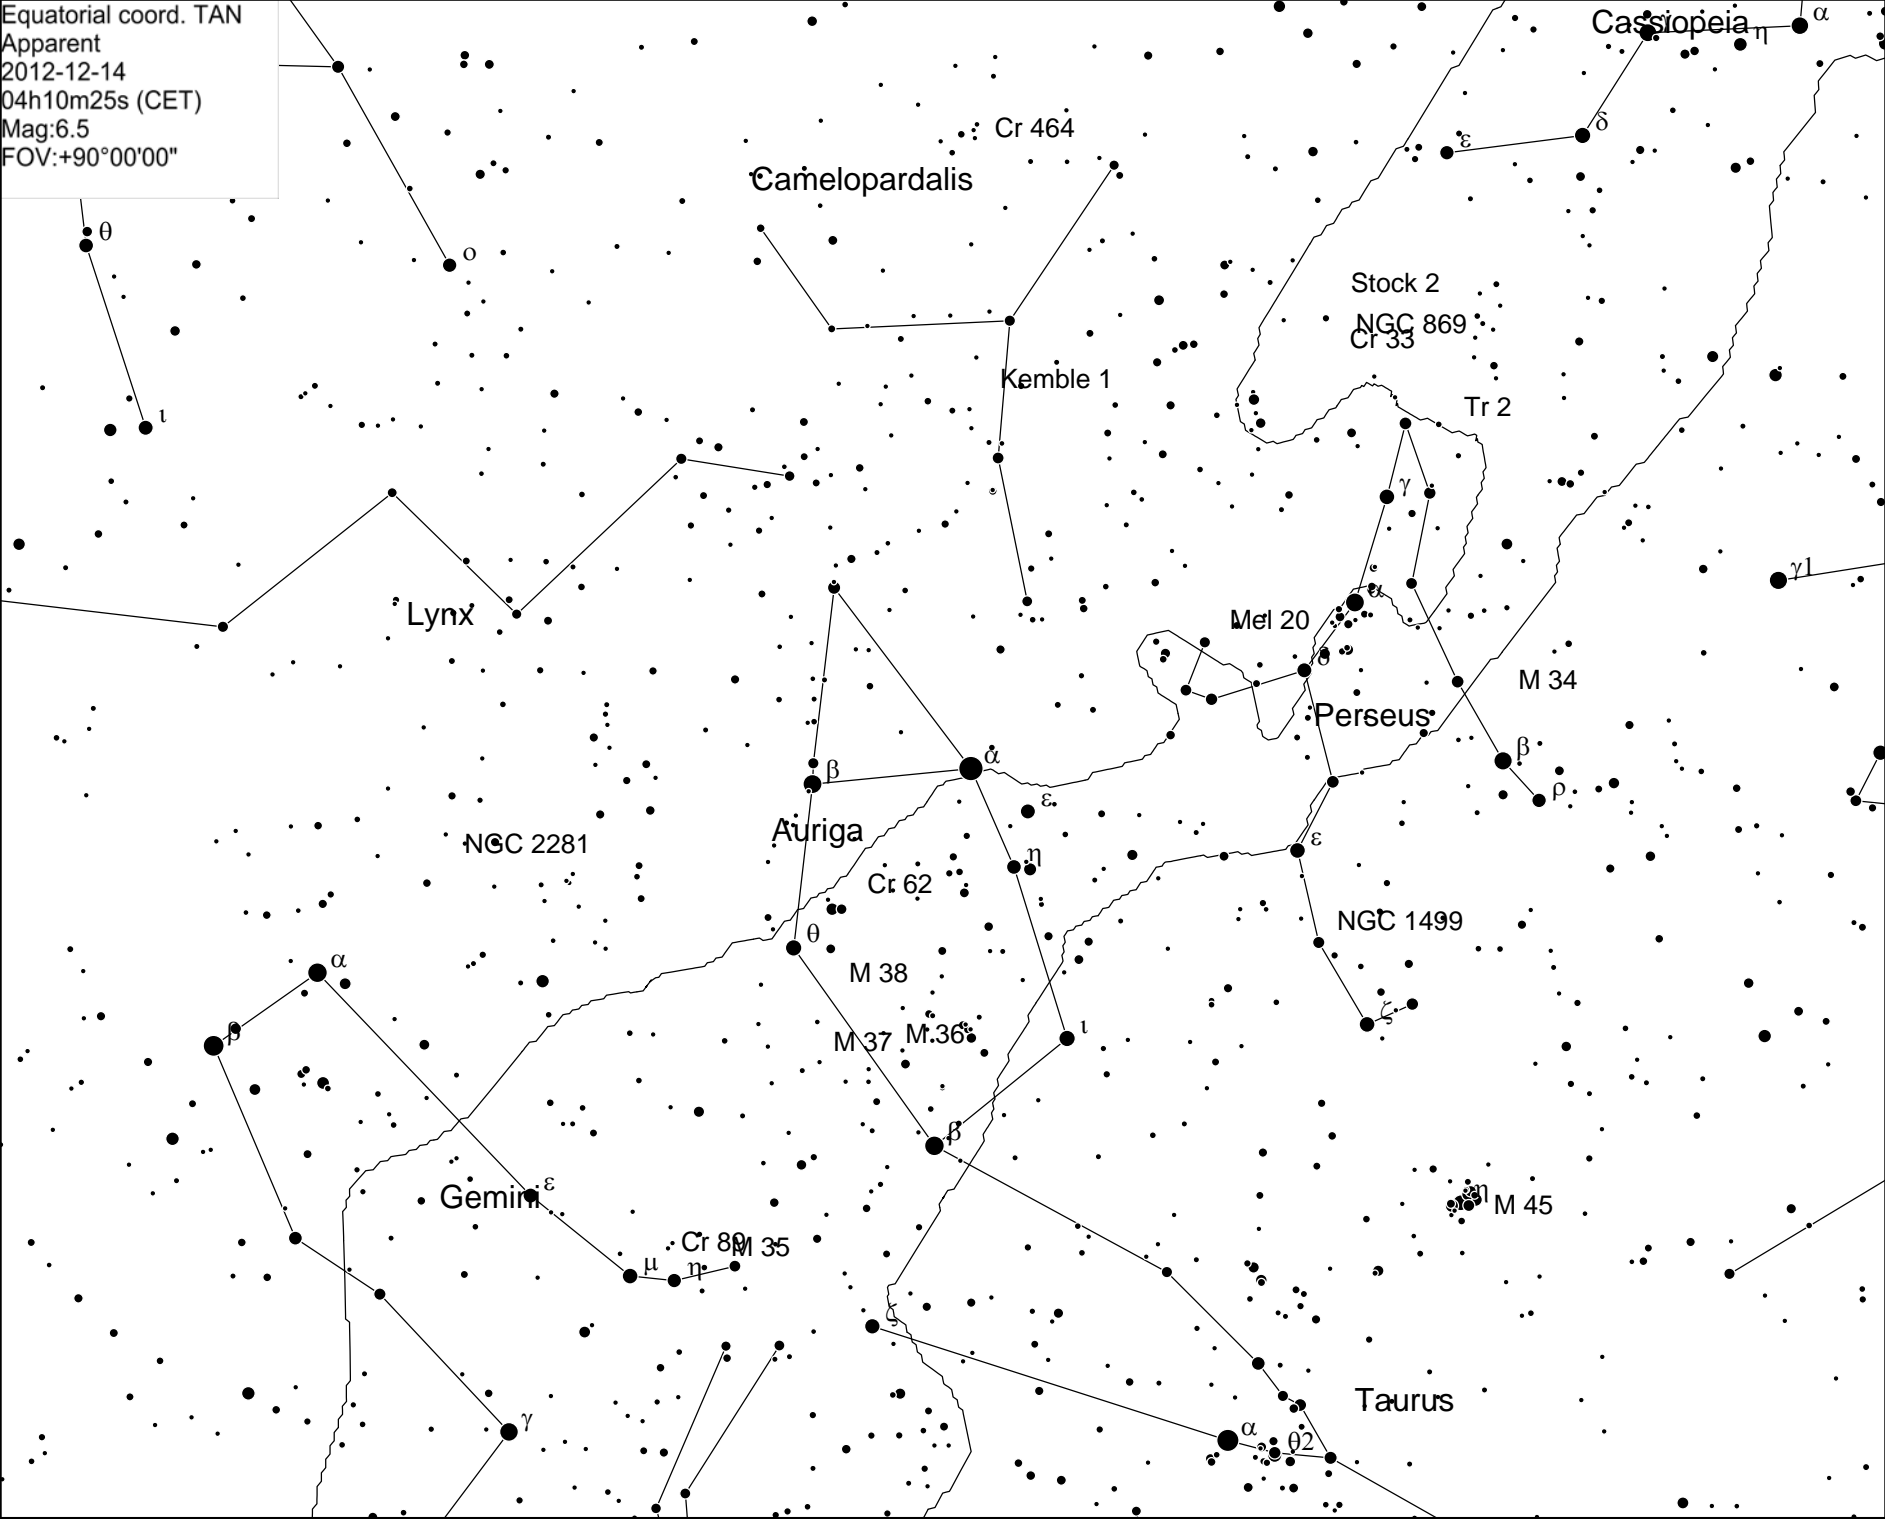 Equatorial coord. TAN
Apparent
2012-12-14
04h10m25s (CET)
Mag:6.5
FOV:+90°00'00"
Cassiopeia
γ
η
α
δ
ε
Cr 464
Camelopardalis
θ
ο
Stock 2
NGC 869
Cr 33
Kemble 1
Tr 2
ι
γ
γ1
α
Lynx
Mel 20
δ
M 34
Perseus
α
β
β
ε
ρ
Auriga
ε
NGC 2281
η
Cr 62
NGC 1499
θ
α
M 38
ζ
β
M 37
M 36
ι
β
ε
Gemini
η
M 45
Cr 89
M 35
μ
η
ζ
Taurus
γ
α
θ2